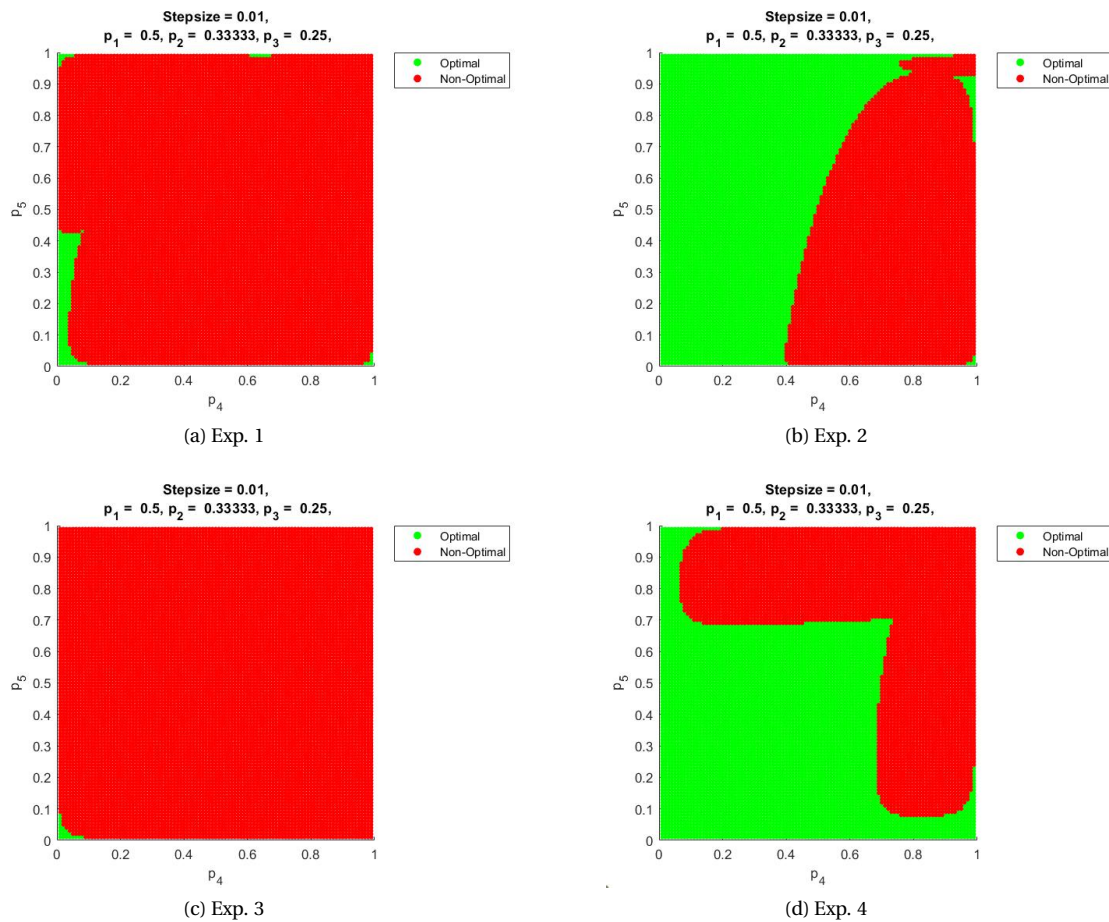 Stepsize = 0.01,
p1 = 0.5, p2 = 0.33333, p3 = 0.25,
Optimal
Non-Optimal
1
0.9
0.8
0.7
0.6
0.5
0.4
0.3
0.2
0.1
0
p5
0 0.2 0.4 0.6 0.8 1
p4
(a) Exp. 1
Stepsize = 0.01,
p1 = 0.5, p2 = 0.33333, p3 = 0.25,
Optimal
Non-Optimal
1
0.9
0.8
0.7
0.6
0.5
0.4
0.3
0.2
0.1
0
p5
0 0.2 0.4 0.6 0.8 1
p4
(b) Exp. 2
Stepsize = 0.01,
p1 = 0.5, p2 = 0.33333, p3 = 0.25,
Optimal
Non-Optimal
1
0.9
0.8
0.7
0.6
0.5
0.4
0.3
0.2
0.1
0
p5
0 0.2 0.4 0.6 0.8 1
p4
(c) Exp. 3
Stepsize = 0.01,
p1 = 0.5, p2 = 0.33333, p3 = 0.25,
Optimal
Non-Optimal
1
0.9
0.8
0.7
0.6
0.5
0.4
0.3
0.2
0.1
0
p5
0 0.2 0.4 0.6 0.8 1
p4
(d) Exp. 4